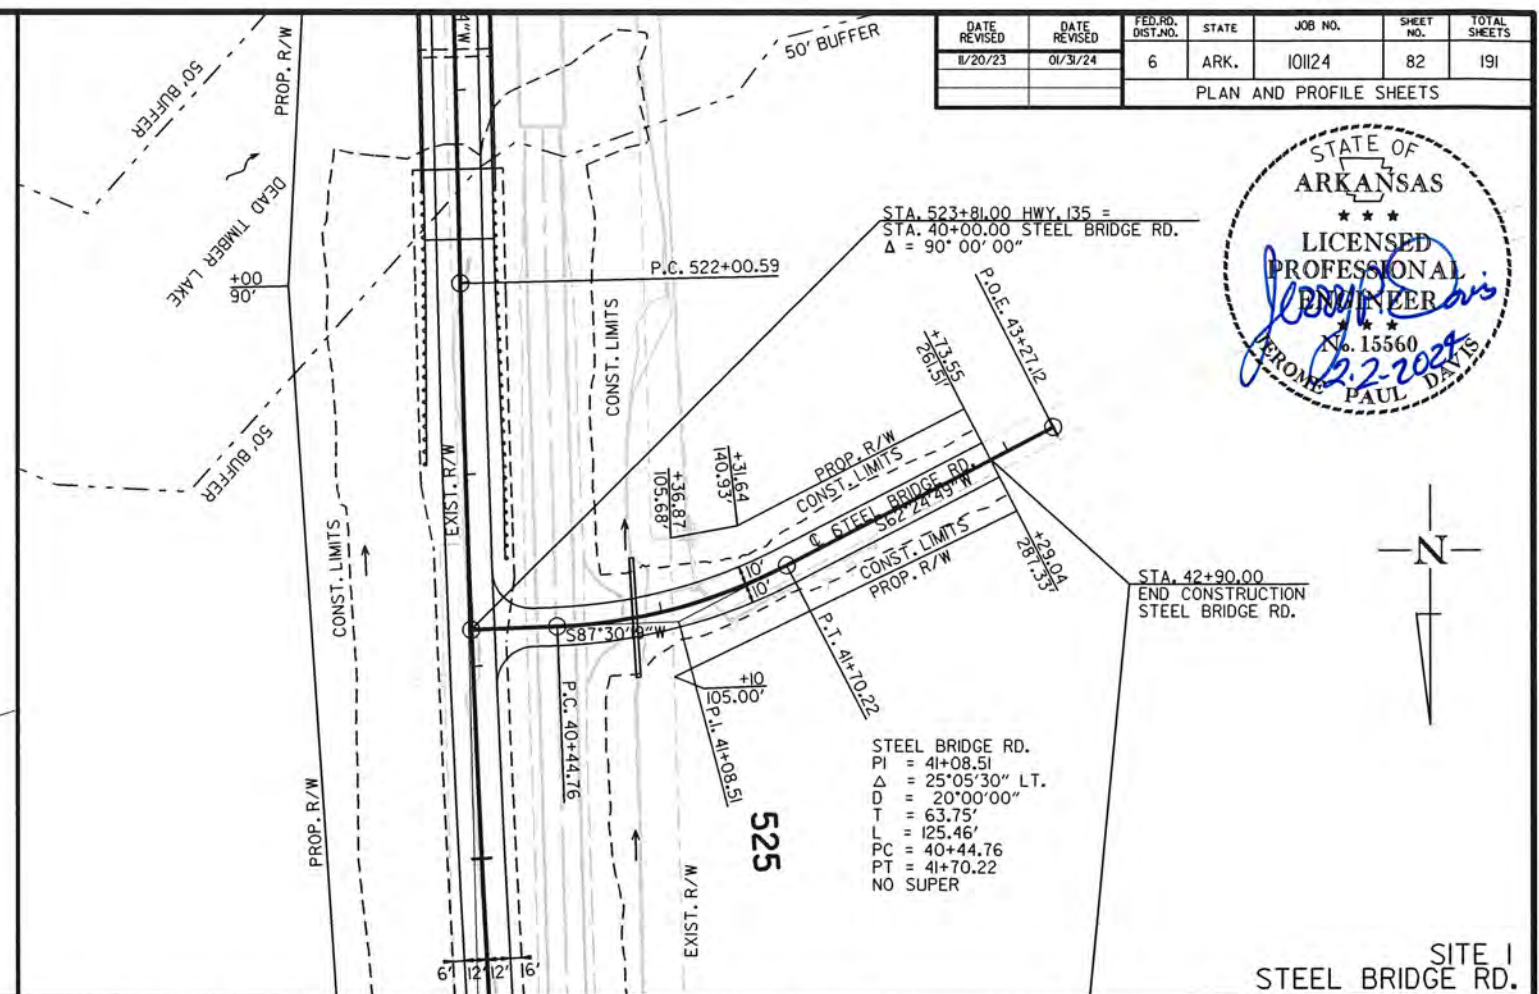 DATE REVISED
DATE REVISED
FED.RD. DIST.NO.
STATE
JOB NO.
SHEET NO.
TOTAL SHEETS
11/20/23
01/31/24
6
ARK.
101124
82
191
PLAN AND PROFILE SHEETS
STATE OF
ARKANSAS
★ ★ ★
LICENSED
PROFESSIONAL
ENGINEER
★ ★ ★
No. 15560
JEROME PAUL DAVIS
2-2-2024
50' BUFFER
50' BUFFER
PROP. R/W
DEAD TIMBER LAKE
+00
90'
50' BUFFER
STA. 523+81.00 HWY. 135 =
STA. 40+00.00 STEEL BRIDGE RD.
Δ = 90° 00' 00"
P.C. 522+00.59
P.O.E. 43+27.12
+73.55
261.51'
CONST. LIMITS
EXIST. R/W
CONST. LIMITS
+36.87
105.68'
+31.64
140.93'
PROP. R/W
CONST. LIMITS
℄ STEEL BRIDGE RD.
S62°24'49"W
CONST. LIMITS
PROP. R/W
10'
10'
+29.04
287.33'
STA. 42+90.00
END CONSTRUCTION
STEEL BRIDGE RD.
N
S87°30'19"W
P.C. 40+44.76
+10
105.00'
P.I. 41+08.51
P.T. 41+70.22
STEEL BRIDGE RD.
PI = 41+08.51
Δ = 25°05'30" LT.
D = 20°00'00"
T = 63.75'
L = 125.46'
PC = 40+44.76
PT = 41+70.22
NO SUPER
525
PROP. R/W
EXIST. R/W
6' 12' 12' 16'
SITE 1
STEEL BRIDGE RD.